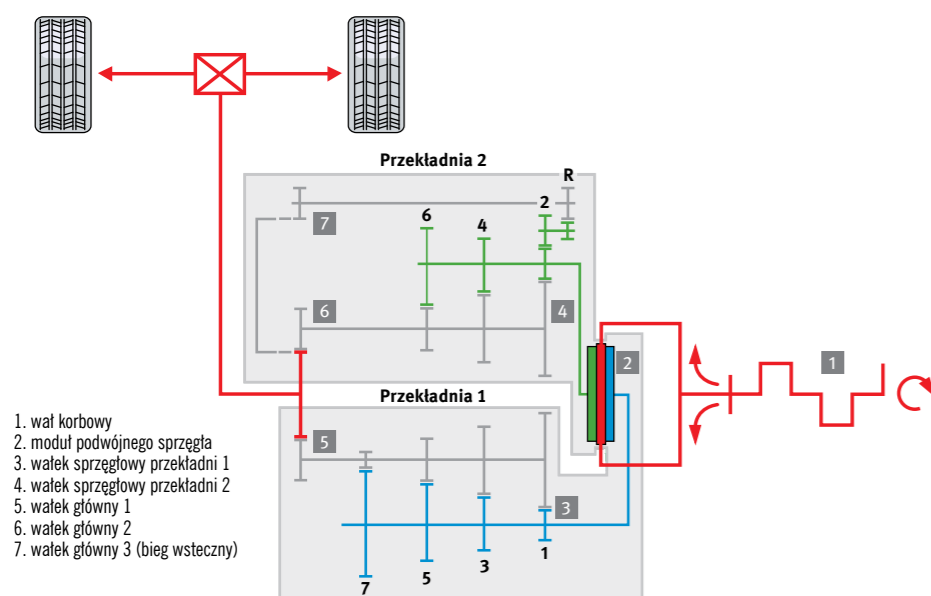 Przekładnia 2
R
2
7
6
4
6
4
2
1
Przekładnia 1
5
3
1
3
5
7
1. wał korbowy
2. moduł podwójnego sprzęgła
3. wałek sprzęgłowy przekładni 1
4. wałek sprzęgłowy przekładni 2
5. wałek główny 1
6. wałek główny 2
7. wałek główny 3 (bieg wsteczny)